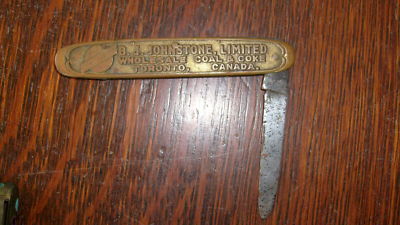 B. J. JOHNSTONE, LIMITED
WHOLESALE COAL & COKE
TORONTO, CANADA.